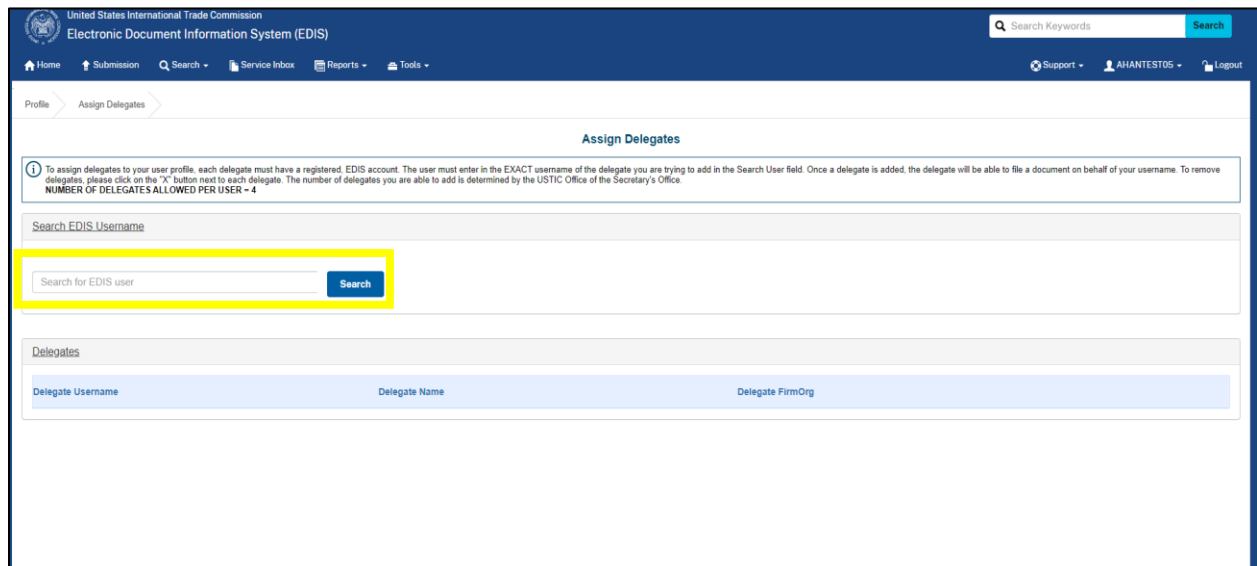 United States International Trade Commission
Electronic Document Information System (EDIS)
Search Keywords
Search
Home
Submission
Search
Service Inbox
Reports
Tools
Support
AHANTEST05
Logout
Profile
Assign Delegates
Assign Delegates
To assign delegates to your user profile, each delegate must have a registered, EDIS account. The user must enter in the EXACT username of the delegate you are trying to add in the Search User field. Once a delegate is added, the delegate will be able to file a document on behalf of your username. To remove
delegates, please click on the "X" button next to each delegate. The number of delegates you are able to add is determined by the USTIC Office of the Secretary's Office.
NUMBER OF DELEGATES ALLOWED PER USER = 4
Search EDIS Username
Search for EDIS user
Search
Delegates
Delegate Username
Delegate Name
Delegate FirmOrg